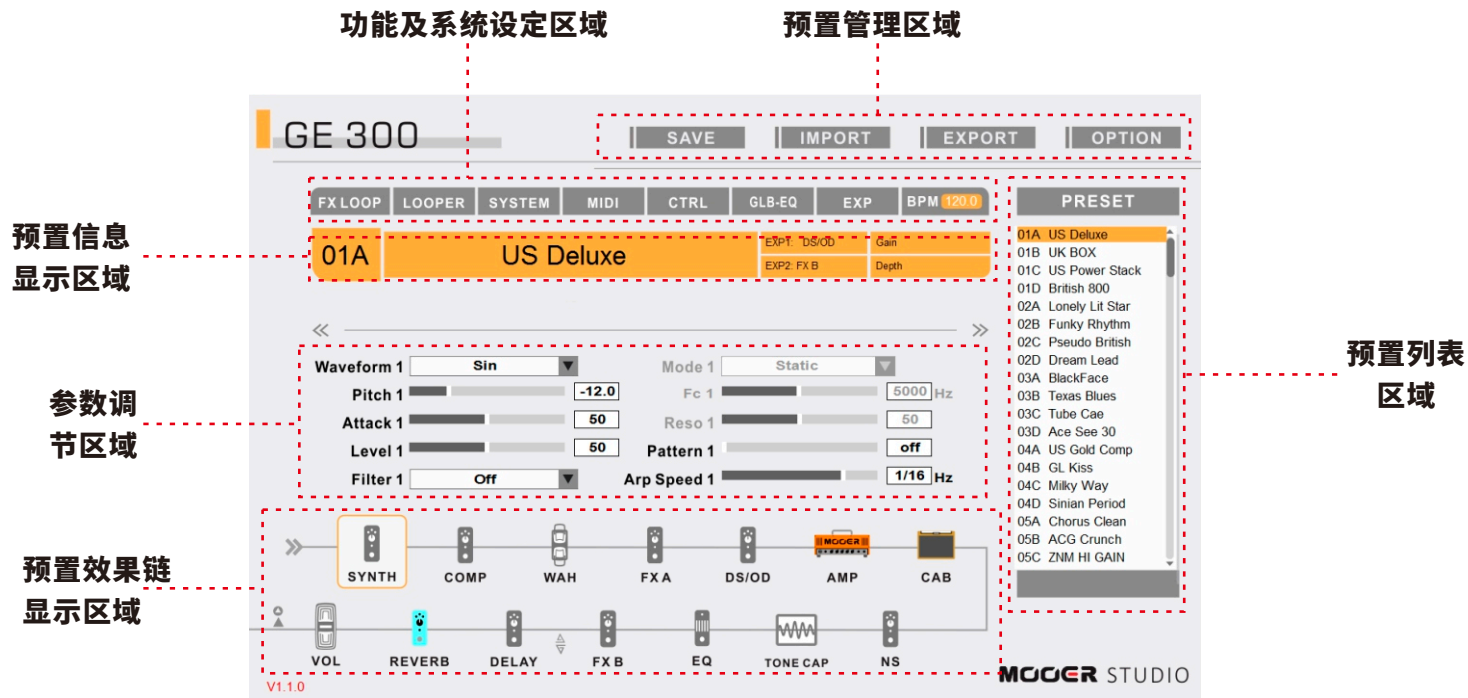 功能及系统设定区域
预置管理区域
GE 300
SAVE
IMPORT
EXPORT
OPTION
FX LOOP
LOOPER
SYSTEM
MIDI
CTRL
GLB-EQ
EXP
BPM 120.0
PRESET
预置信息
显示区域
01A
US Deluxe
EXP1: DS/OD
Gain
EXP2: FX B
Depth
01A US Deluxe
01B UK BOX
01C US Power Stack
01D British 800
02A Lonely Lit Star
02B Funky Rhythm
02C Pseudo British
02D Dream Lead
03A BlackFace
03B Texas Blues
03C Tube Cae
03D Ace See 30
04A US Gold Comp
04B GL Kiss
04C Milky Way
04D Sinian Period
05A Chorus Clean
05B ACG Crunch
05C ZNM HI GAIN
预置列表
区域
参数调
节区域
Waveform 1 Sin
Mode 1 Static
Pitch 1 -12.0
Fc 1 5000 Hz
Attack 1 50
Reso 1 50
Level 1 50
Pattern 1 off
Filter 1 Off
Arp Speed 1 1/16 Hz
预置效果链
显示区域
MOOER
SYNTH
COMP
WAH
FX A
DS/OD
AMP
CAB
VOL
REVERB
DELAY
FX B
EQ
TONE CAP
NS
V1.1.0
MOOER STUDIO